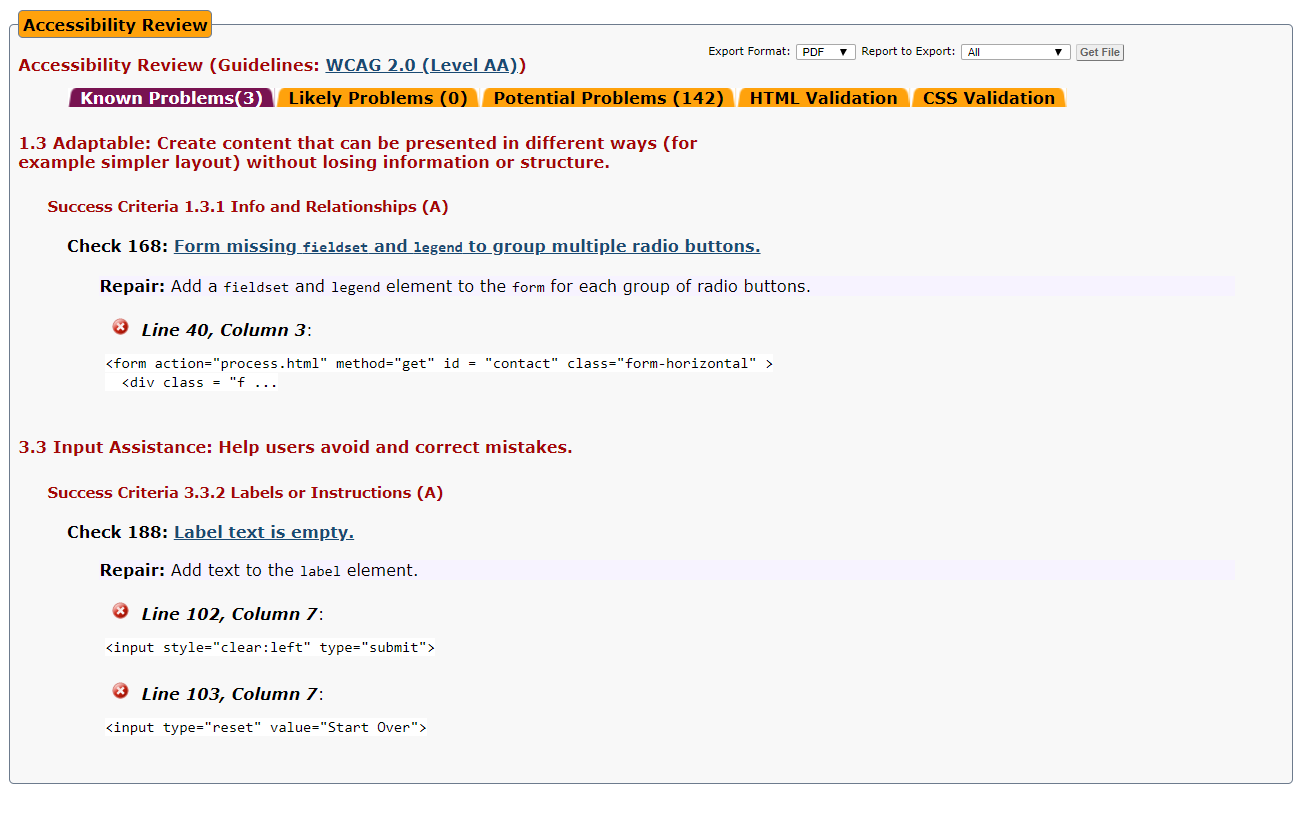 Accessibility Review
Export Format: PDF Report to Export: All Get File
Accessibility Review (Guidelines: WCAG 2.0 (Level AA))
Known Problems(3) Likely Problems (0) Potential Problems (142) HTML Validation CSS Validation
1.3 Adaptable: Create content that can be presented in different ways (for
example simpler layout) without losing information or structure.
Success Criteria 1.3.1 Info and Relationships (A)
Check 168: Form missing fieldset and legend to group multiple radio buttons.
Repair: Add a fieldset and legend element to the form for each group of radio buttons.
Line 40, Column 3:
<form action="process.html" method="get" id = "contact" class="form-horizontal" >
<div class = "f ...
3.3 Input Assistance: Help users avoid and correct mistakes.
Success Criteria 3.3.2 Labels or Instructions (A)
Check 188: Label text is empty.
Repair: Add text to the label element.
Line 102, Column 7:
<input style="clear:left" type="submit">
Line 103, Column 7:
<input type="reset" value="Start Over">